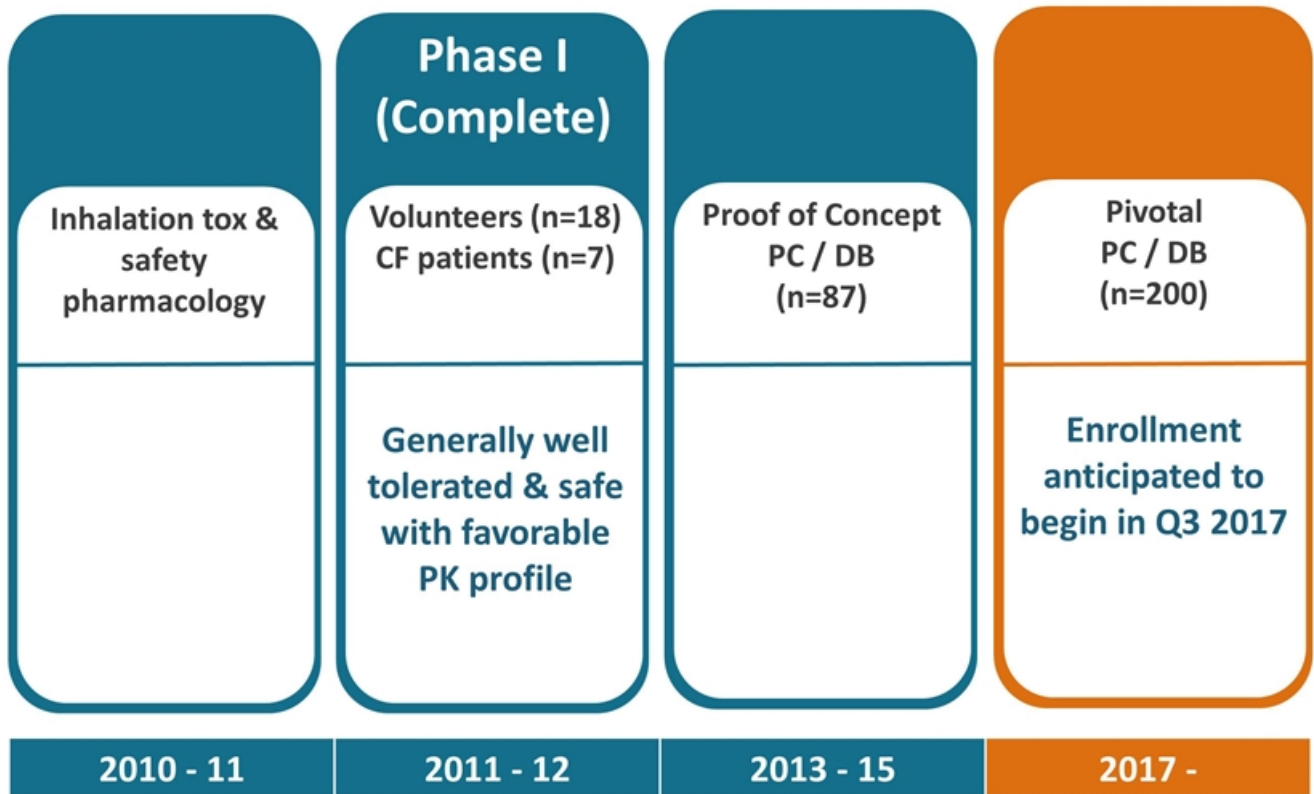 Phase I
(Complete)
Inhalation tox &
safety
pharmacology
Volunteers (n=18)
CF patients (n=7)
Generally well
tolerated & safe
with favorable
PK profile
Proof of Concept
PC / DB
(n=87)
Pivotal
PC / DB
(n=200)
Enrollment
anticipated to
begin in Q3 2017
2010 - 11
2011 - 12
2013 - 15
2017 -